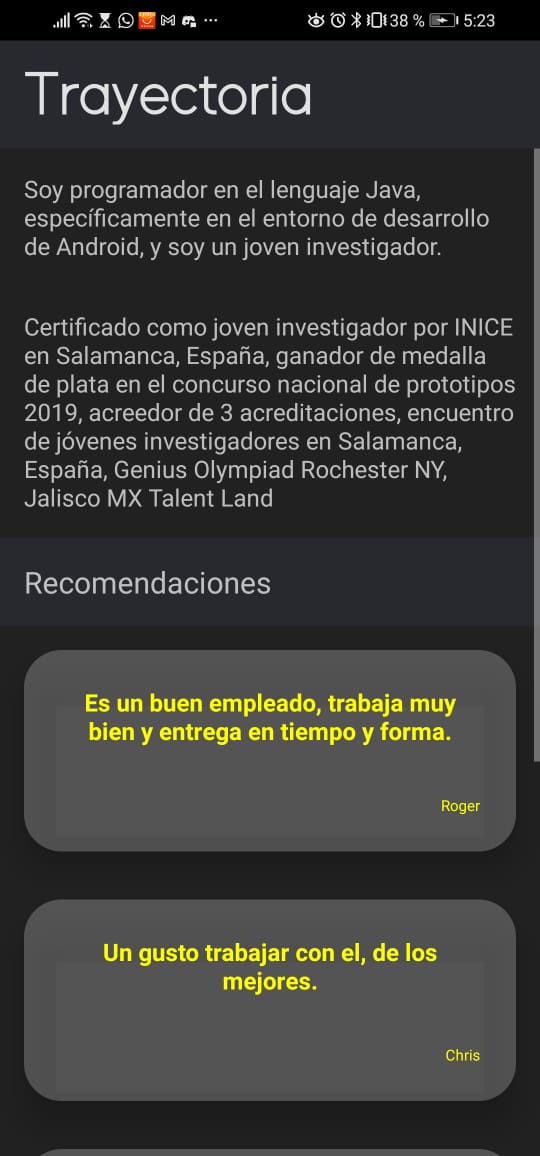 38 % 5:23
Trayectoria
Soy programador en el lenguaje Java,
específicamente en el entorno de desarrollo
de Android, y soy un joven investigador.
Certificado como joven investigador por INICE
en Salamanca, España, ganador de medalla
de plata en el concurso nacional de prototipos
2019, acreedor de 3 acreditaciones, encuentro
de jóvenes investigadores en Salamanca,
España, Genius Olympiad Rochester NY,
Jalisco MX Talent Land
Recomendaciones
Es un buen empleado, trabaja muy
bien y entrega en tiempo y forma.
Roger
Un gusto trabajar con el, de los
mejores.
Chris